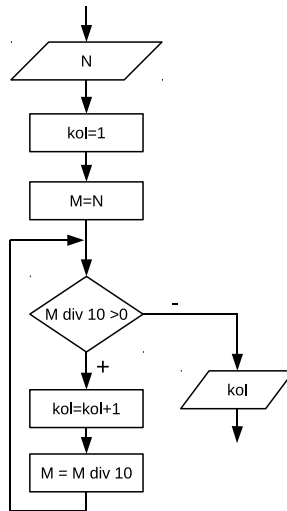 N
kol=1
M=N
M div 10 >0
-
+
kol=kol+1
kol
M = M div 10